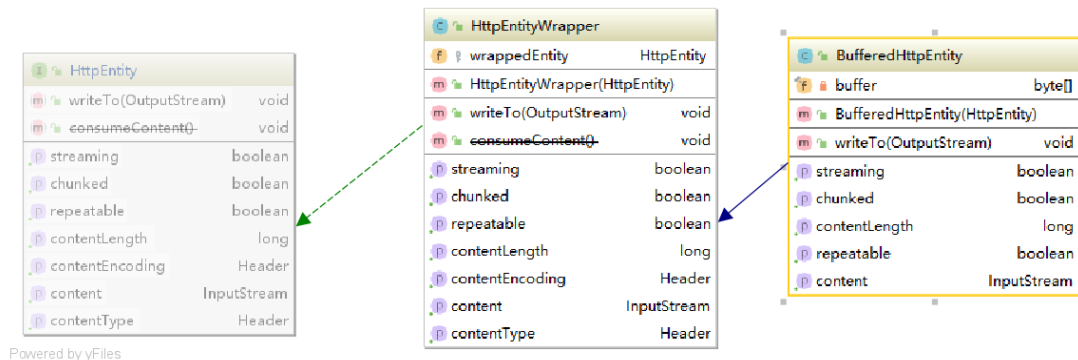 HttpEntity
writeTo(OutputStream) void
consumeContent() void
streaming boolean
chunked boolean
repeatable boolean
contentLength long
contentEncoding Header
content InputStream
contentType Header
HttpEntityWrapper
wrappedEntity HttpEntity
HttpEntityWrapper(HttpEntity)
writeTo(OutputStream) void
consumeContent() void
streaming boolean
chunked boolean
repeatable boolean
contentLength long
contentEncoding Header
content InputStream
contentType Header
BufferedHttpEntity
buffer byte[]
BufferedHttpEntity(HttpEntity)
writeTo(OutputStream) void
streaming boolean
chunked boolean
contentLength long
repeatable boolean
content InputStream
Powered by yFiles